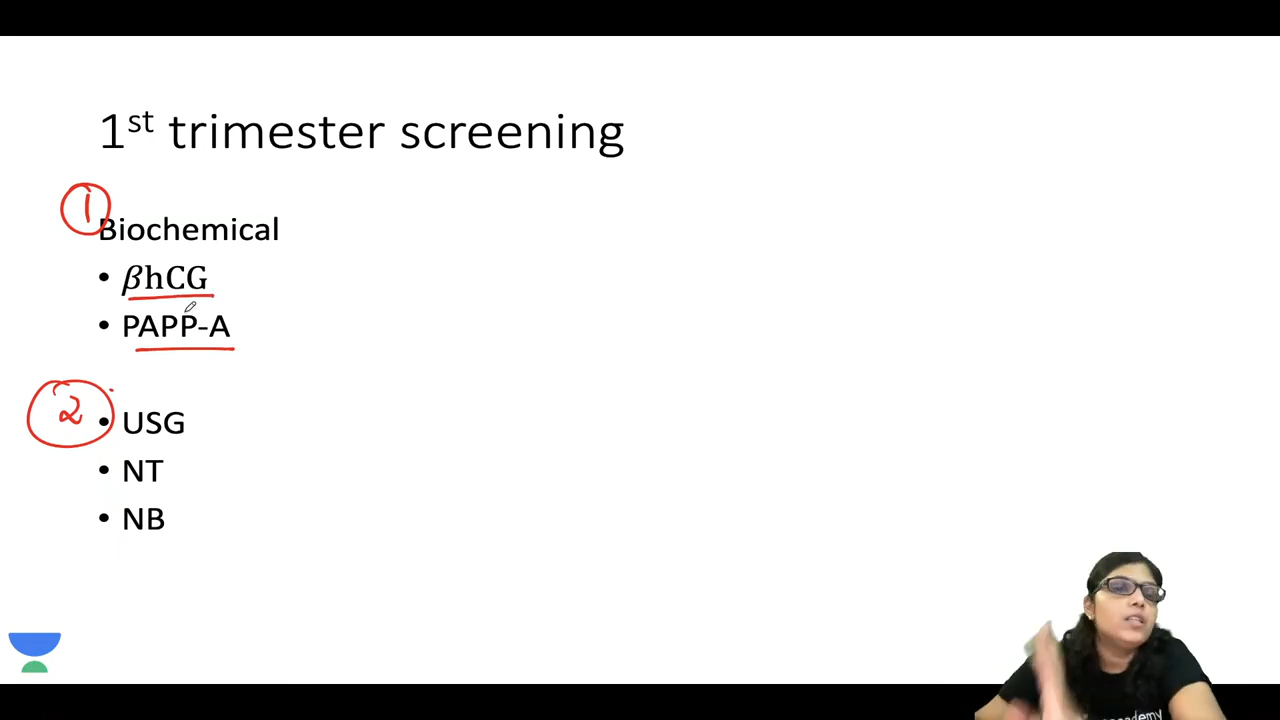 1st trimester screening
1
Biochemical
• βhCG
• PAPP-A
2
• USG
• NT
• NB